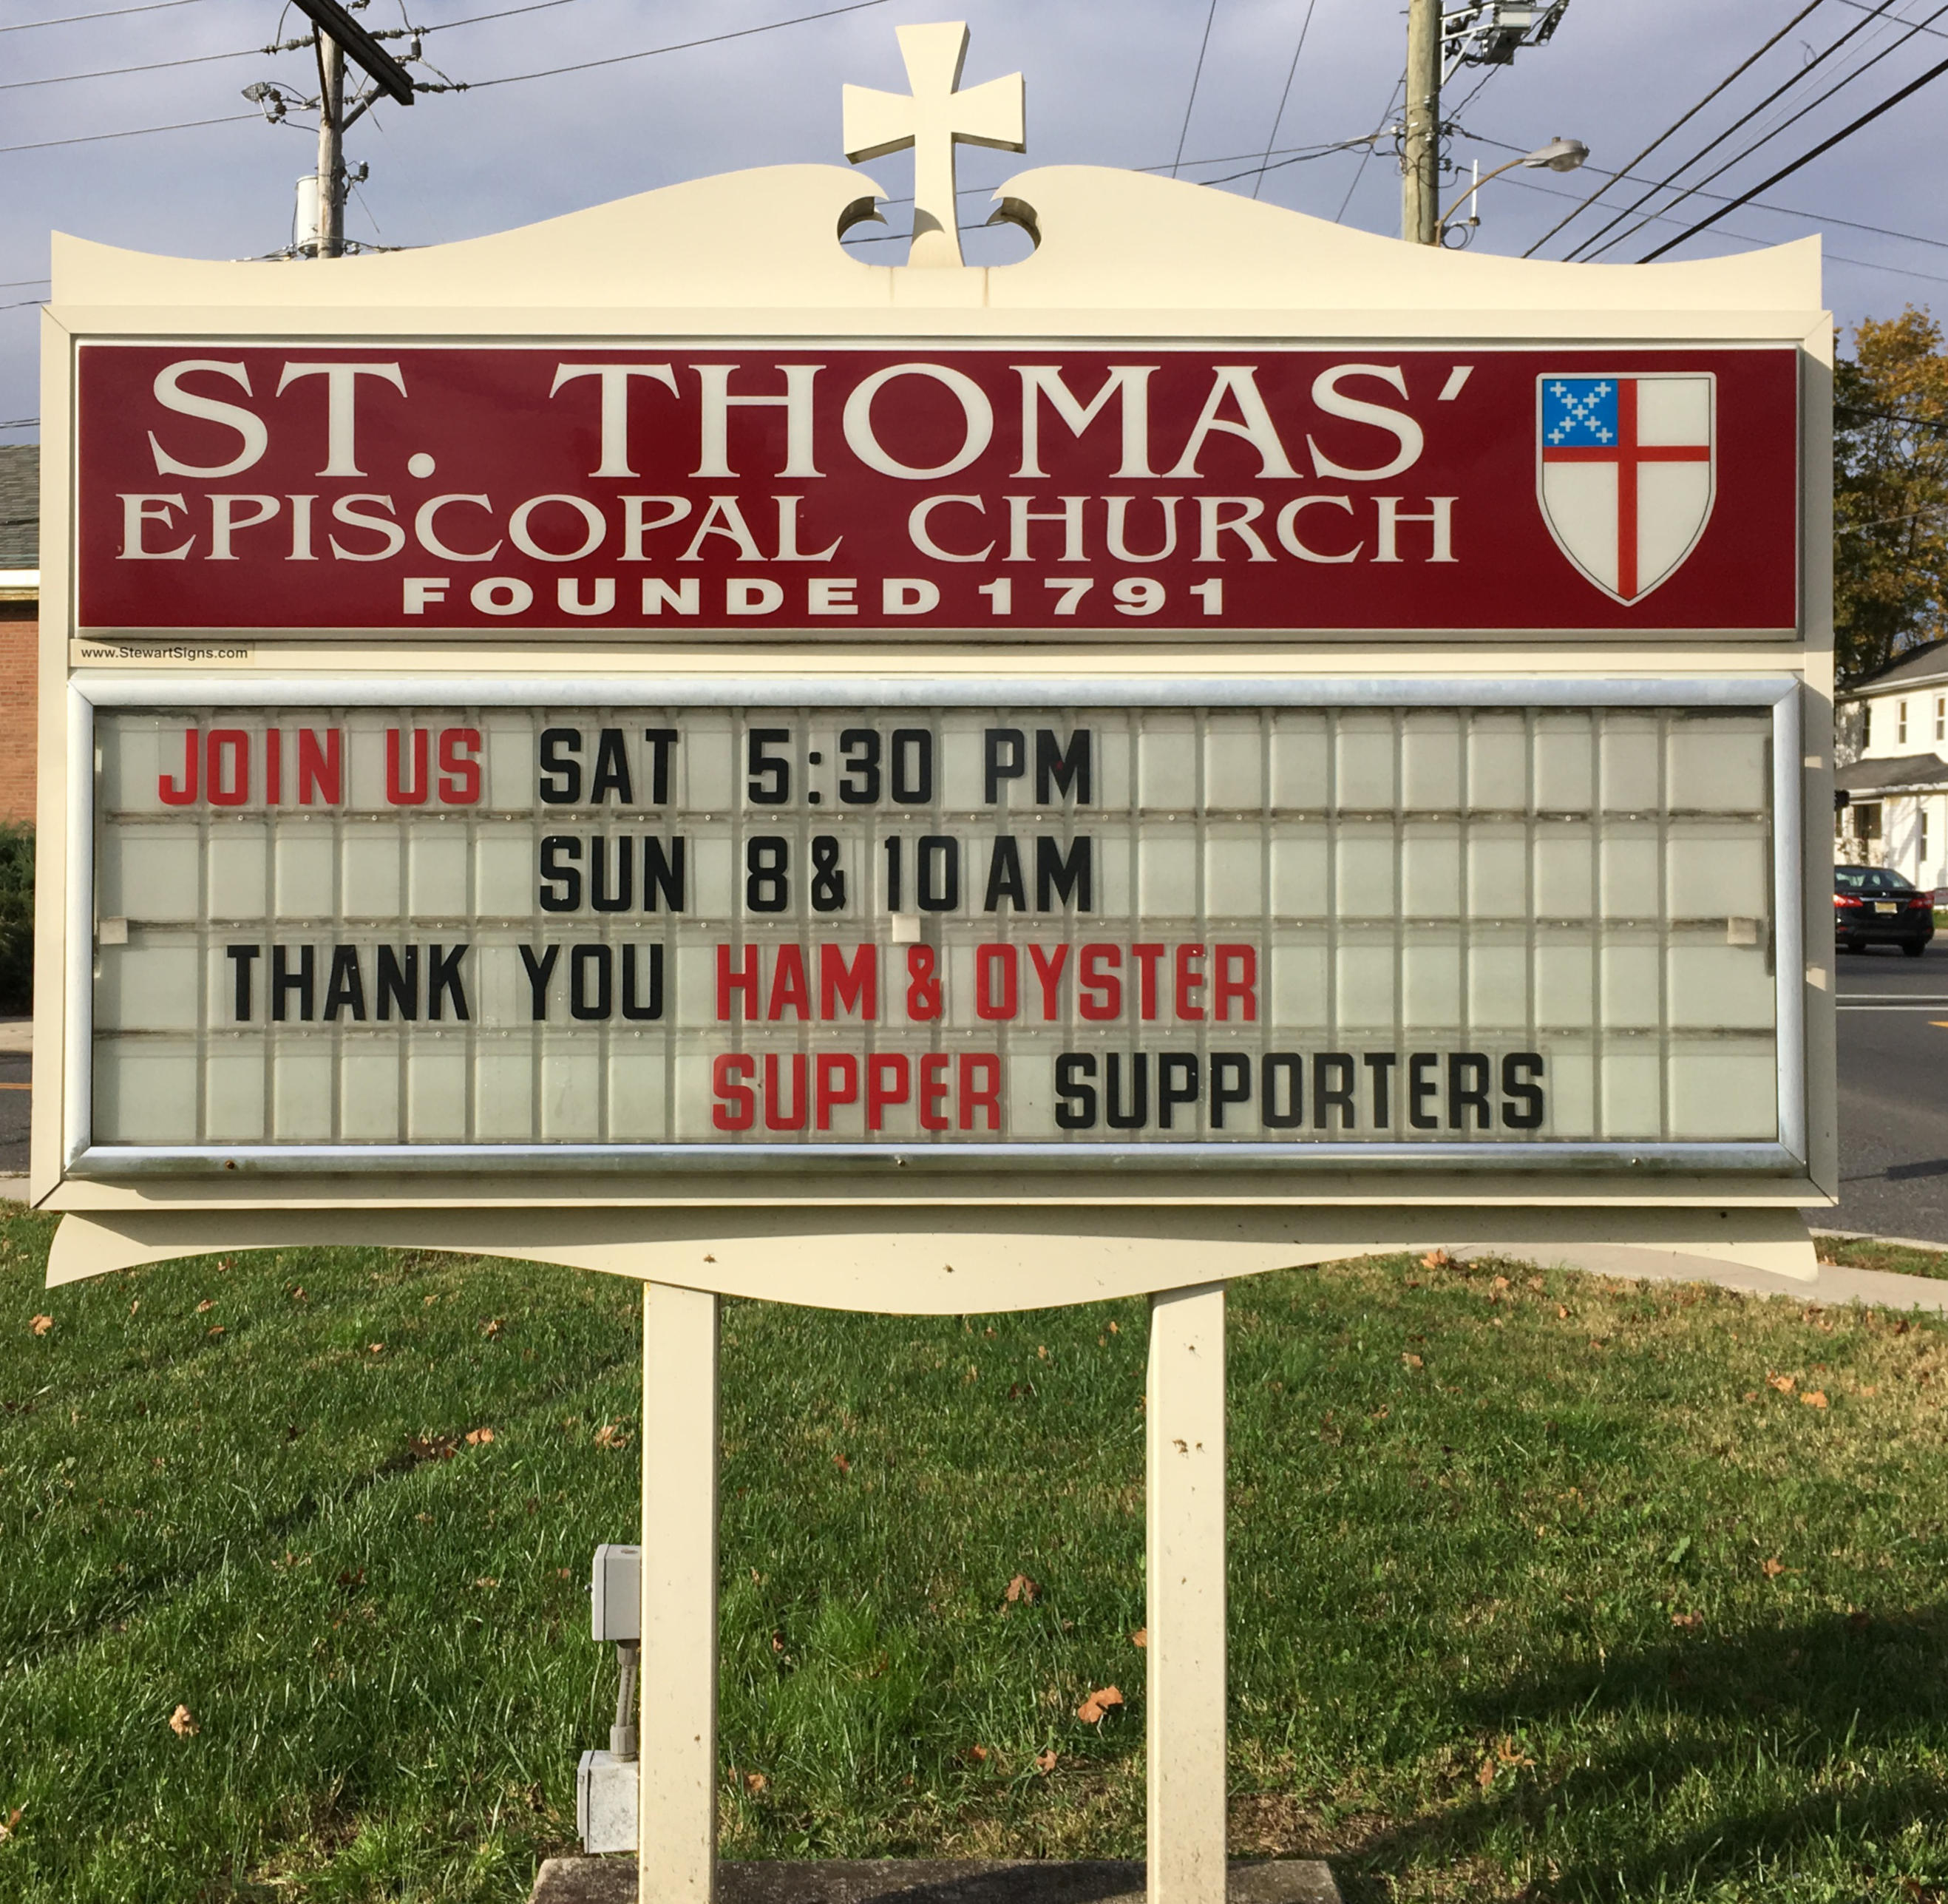 ST. THOMAS'
EPISCOPAL CHURCH
FOUNDED 1791
www.StewartSigns.com
JOIN US SAT 5:30 PM
SUN 8 & 10 AM
THANK YOU HAM & OYSTER
SUPPER SUPPORTERS